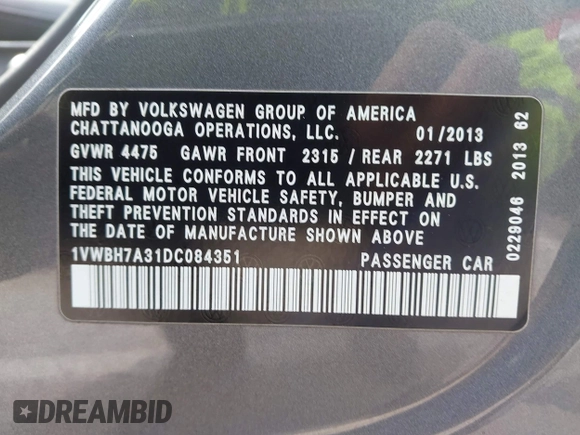 MFD BY VOLKSWAGEN GROUP OF AMERICA
CHATTANOOGA OPERATIONS, LLC. 01/2013
GVWR 4475 GAWR FRONT 2315 / REAR 2271 LBS
THIS VEHICLE CONFORMS TO ALL APPLICABLE U.S.
FEDERAL MOTOR VEHICLE SAFETY, BUMPER AND
THEFT PREVENTION STANDARDS IN EFFECT ON
THE DATE OF MANUFACTURE SHOWN ABOVE
1VWBH7A31DC084351 PASSENGER CAR
0229046 2013 62
DREAMBID